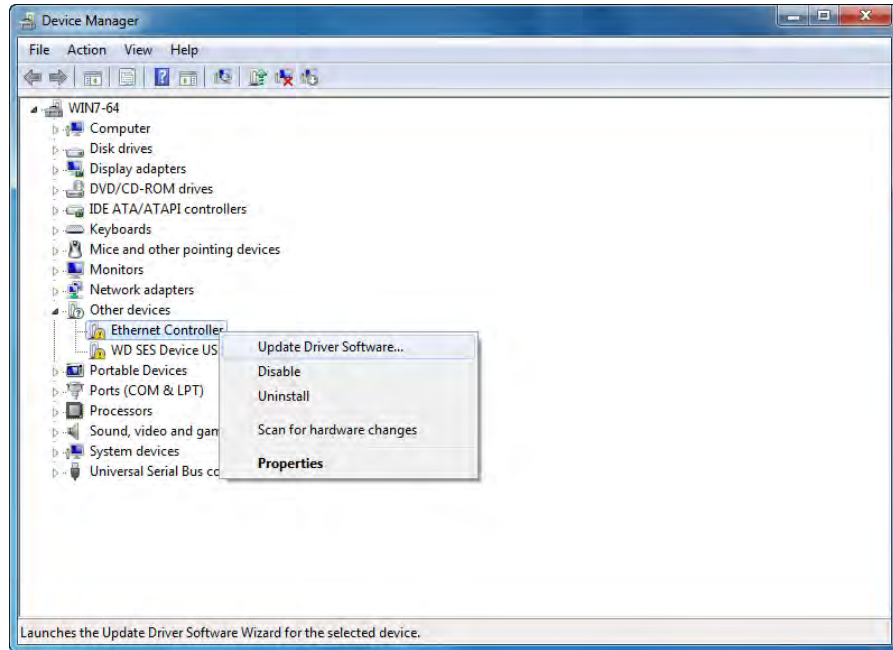 Device Manager
File Action View Help
WIN7-64
Computer
Disk drives
Display adapters
DVD/CD-ROM drives
IDE ATA/ATAPI controllers
Keyboards
Mice and other pointing devices
Monitors
Network adapters
Other devices
Ethernet Controller
WD SES Device US
Portable Devices
Ports (COM & LPT)
Processors
Sound, video and gam
System devices
Universal Serial Bus co
Update Driver Software...
Disable
Uninstall
Scan for hardware changes
Properties
Launches the Update Driver Software Wizard for the selected device.